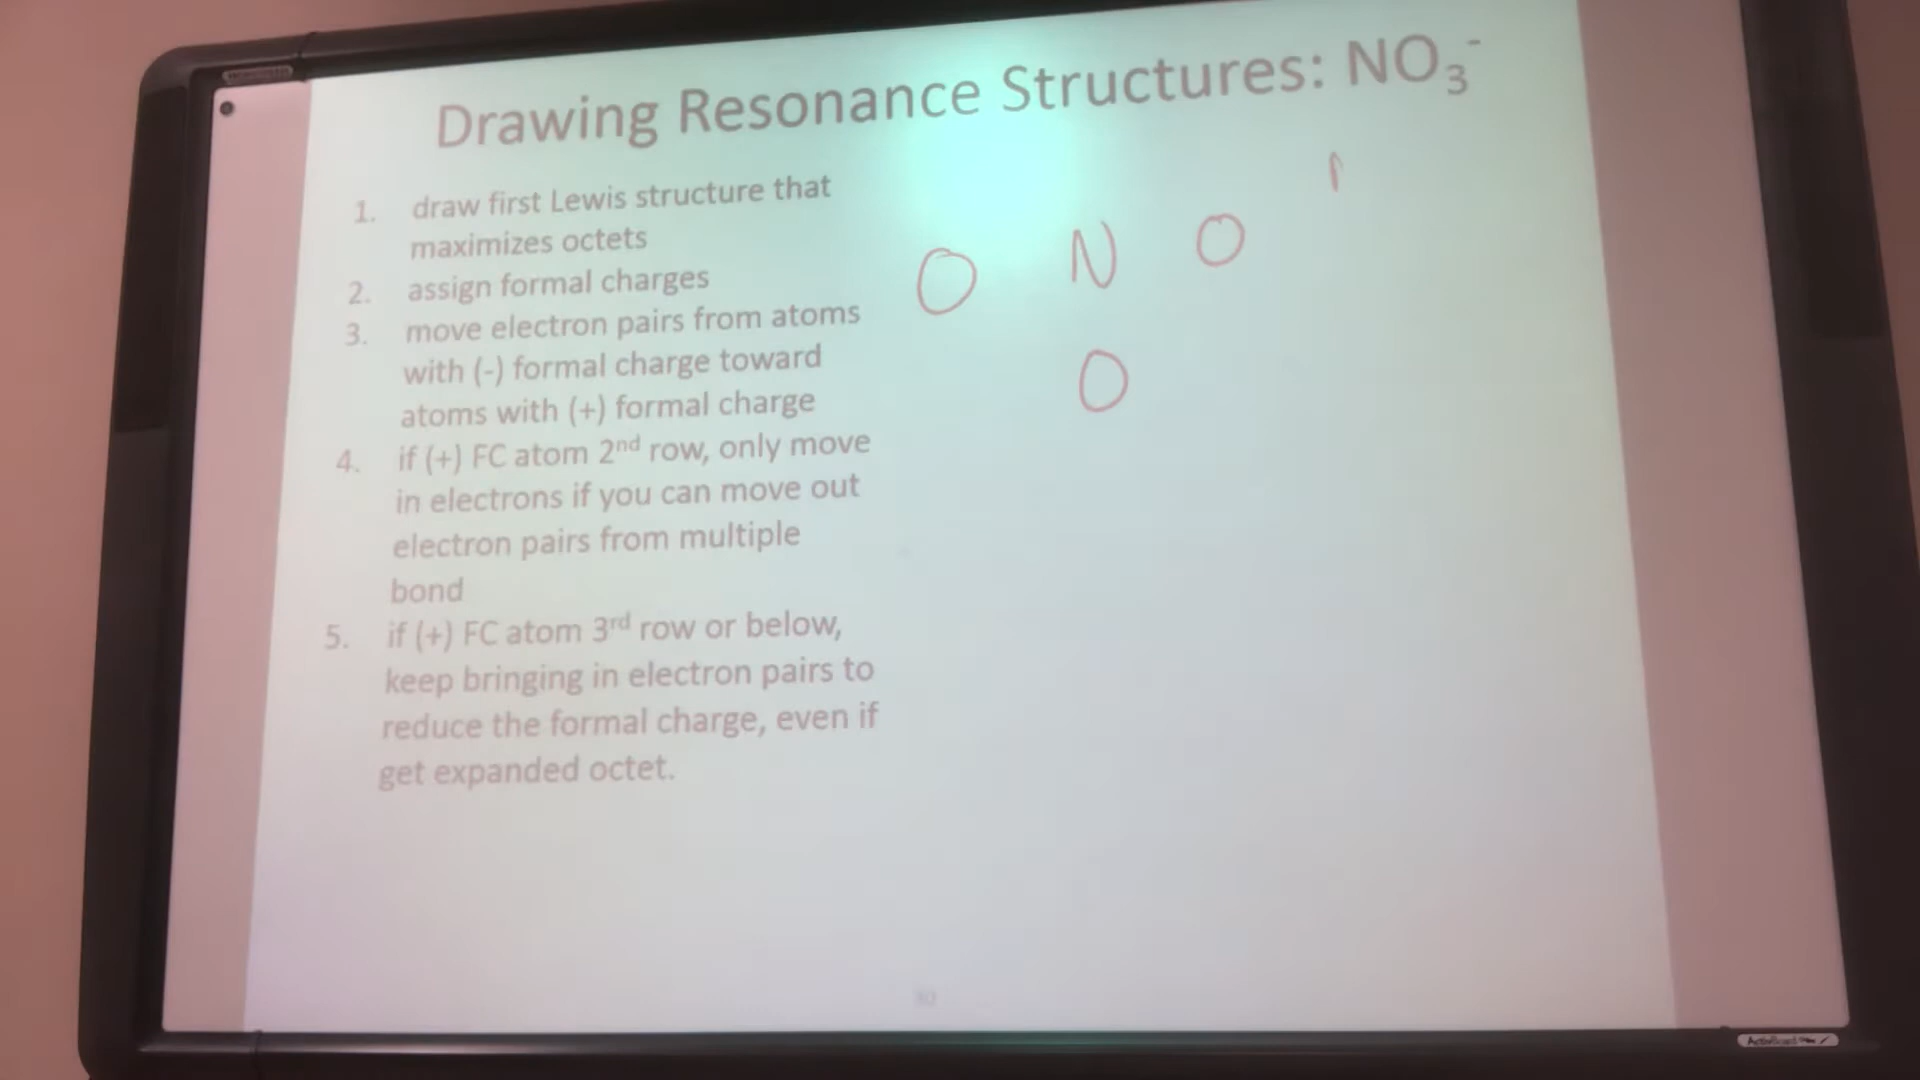 Drawing Resonance Structures: NO₃⁻
1. draw first Lewis structure that
maximizes octets
2. assign formal charges
3. move electron pairs from atoms
with (-) formal charge toward
atoms with (+) formal charge
4. if (+) FC atom 2ⁿᵈ row, only move
in electrons if you can move out
electron pairs from multiple
bond
5. if (+) FC atom 3ʳᵈ row or below,
keep bringing in electron pairs to
reduce the formal charge, even if
get expanded octet.
O N O
O
ActivBoard